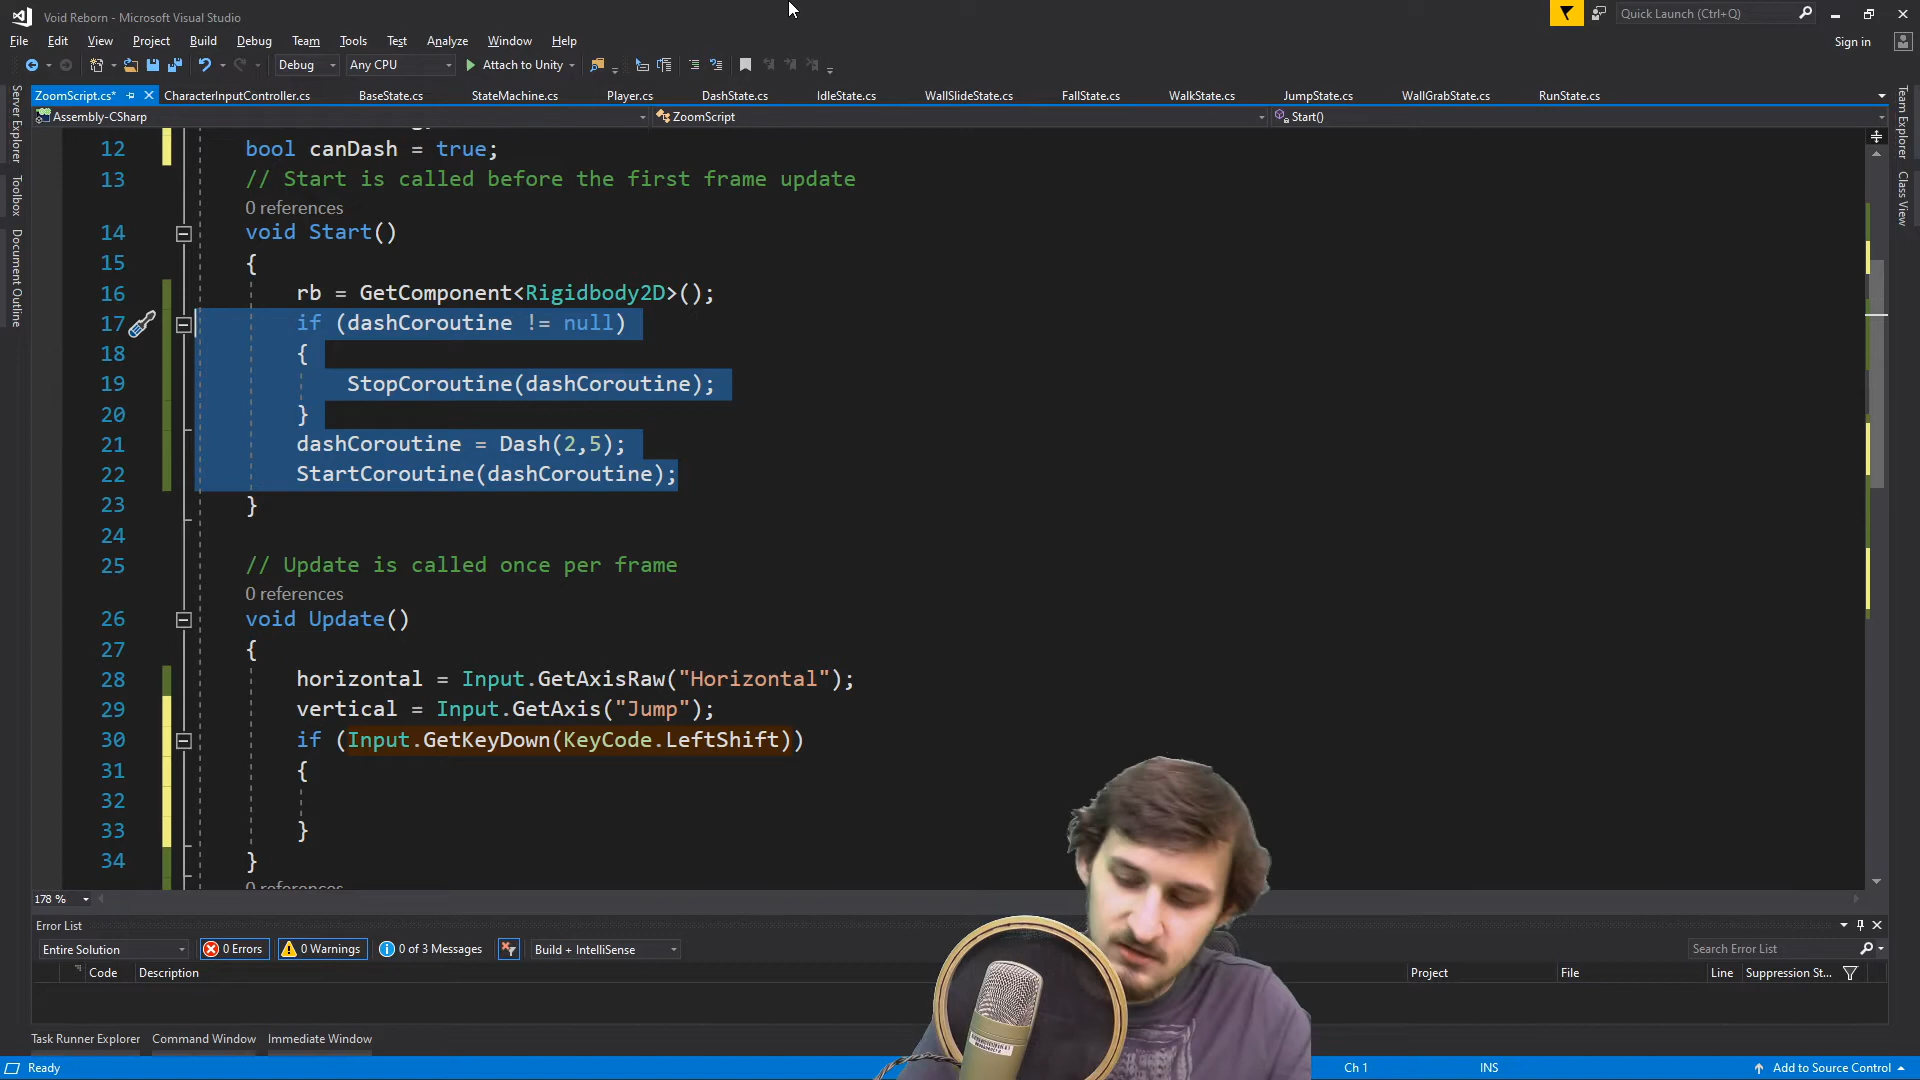 Void Reborn - Microsoft Visual Studio
Quick Launch (Ctrl+Q)
File Edit View Project Build Debug Team Tools Test Analyze Window Help
Sign in
Debug Any CPU Attach to Unity
ZoomScript.cs* CharacterInputController.cs BaseState.cs StateMachine.cs Player.cs DashState.cs IdleState.cs WallSlideState.cs FallState.cs WalkState.cs JumpState.cs WallGrabState.cs RunState.cs
Assembly-CSharp ZoomScript Start()
Server Explorer
Toolbox
Document Outline
Team Explorer
Class View
12 bool canDash = true;
13 // Start is called before the first frame update
0 references
14 void Start()
15 {
16 rb = GetComponent<Rigidbody2D>();
17 if (dashCoroutine != null)
18 {
19 StopCoroutine(dashCoroutine);
20 }
21 dashCoroutine = Dash(2,5);
22 StartCoroutine(dashCoroutine);
23 }
24
25 // Update is called once per frame
0 references
26 void Update()
27 {
28 horizontal = Input.GetAxisRaw("Horizontal");
29 vertical = Input.GetAxis("Jump");
30 if (Input.GetKeyDown(KeyCode.LeftShift))
31 {
32
33 }
34 }
0 references
178 %
Error List
Entire Solution 0 Errors 0 Warnings 0 of 3 Messages Build + IntelliSense Search Error List
Code Description Project File Line Suppression St...
Task Runner Explorer Command Window Immediate Window
Ready Ch 1 INS Add to Source Control